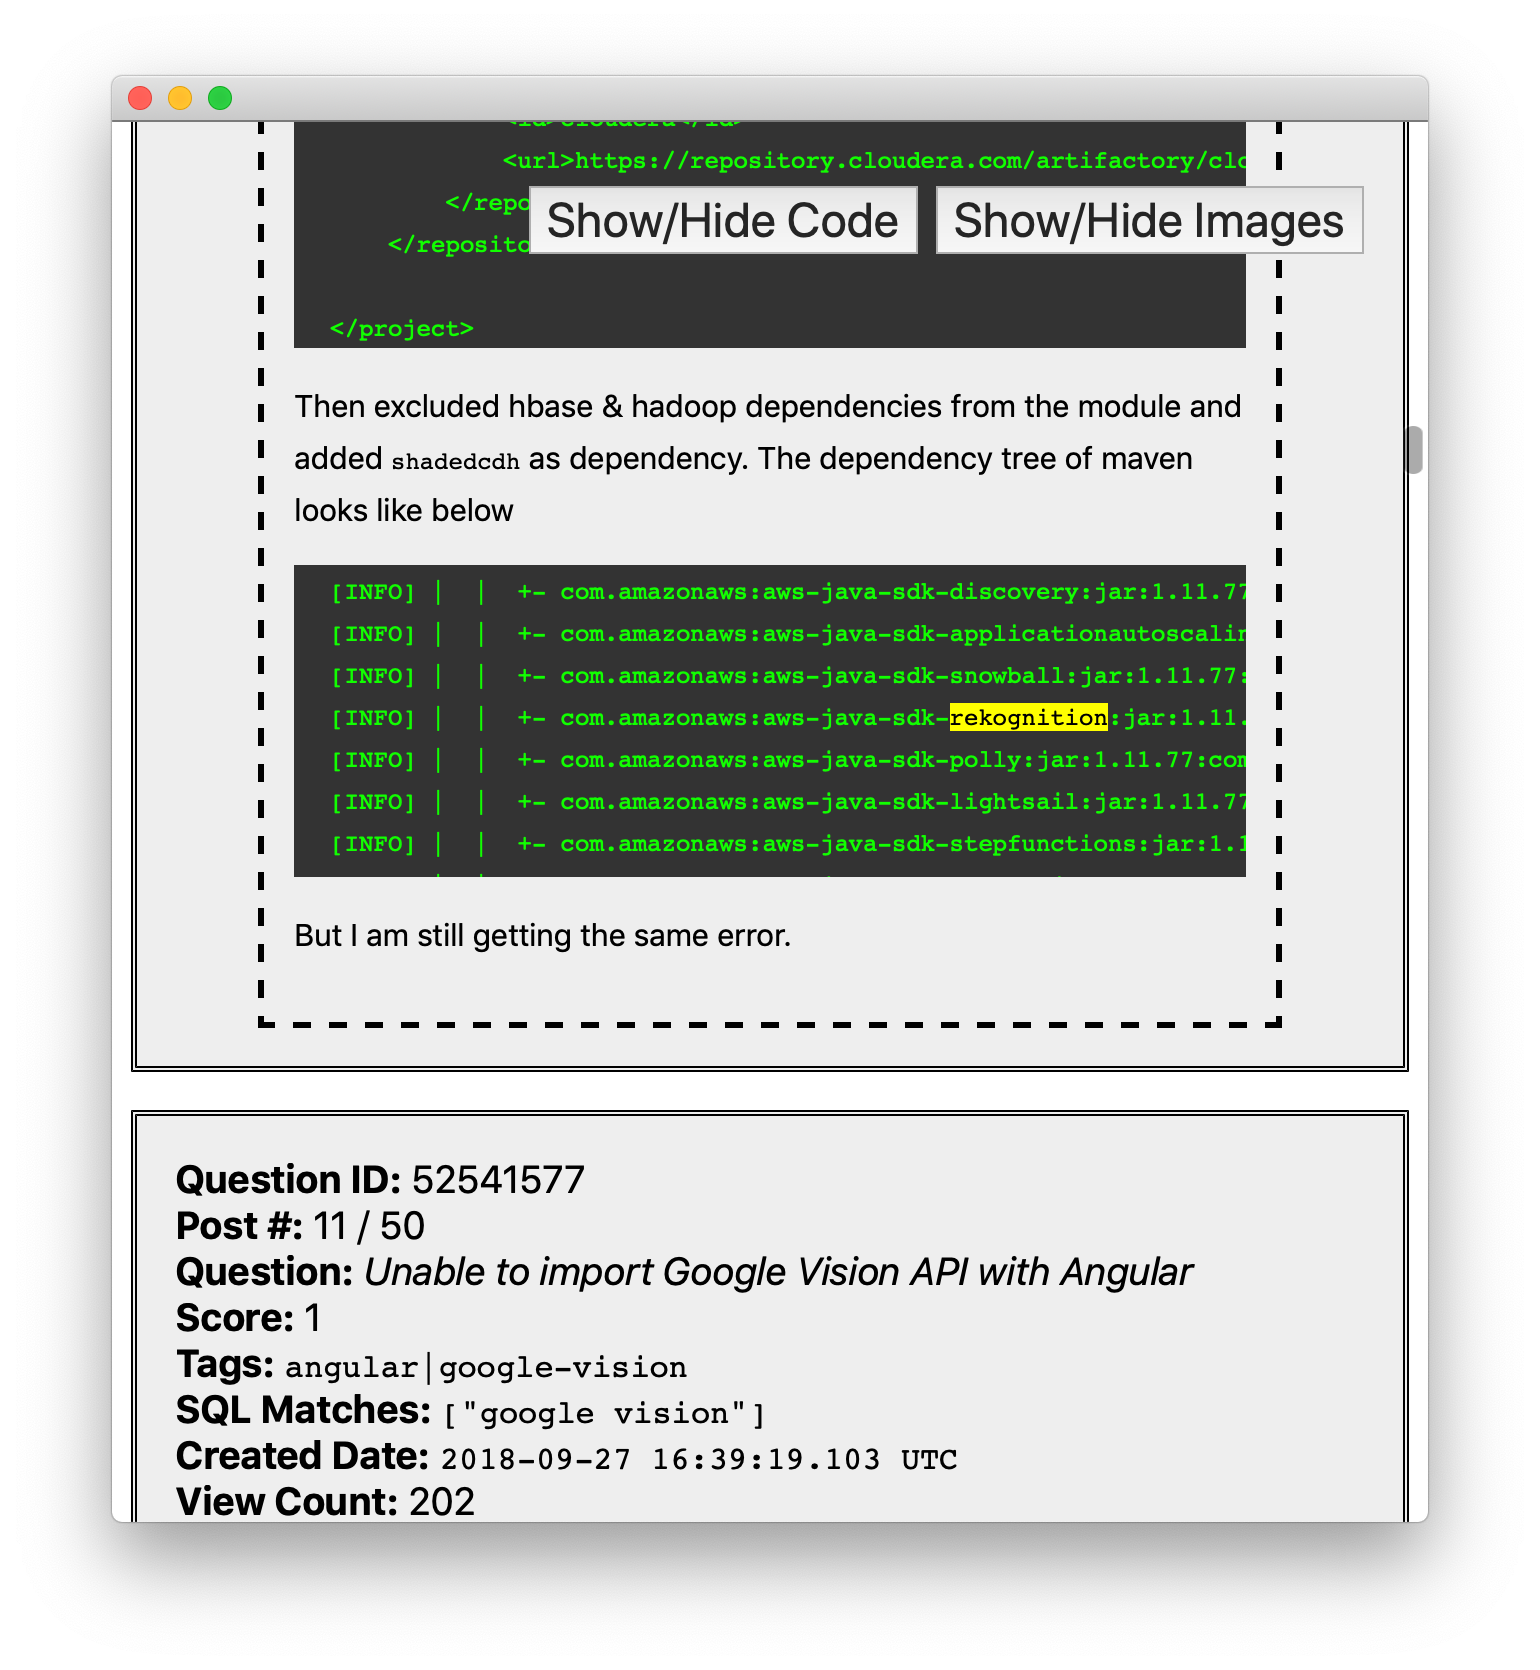 <id>cloudera</id>
<url>https://repository.cloudera.com/artifactory/clo
</repo
Show/Hide Code Show/Hide Images
</reposito
</project>
Then excluded hbase & hadoop dependencies from the module and
added shadedcdh as dependency. The dependency tree of maven
looks like below
[INFO] |  |  +- com.amazonaws:aws-java-sdk-discovery:jar:1.11.77
[INFO] |  |  +- com.amazonaws:aws-java-sdk-applicationautoscalin
[INFO] |  |  +- com.amazonaws:aws-java-sdk-snowball:jar:1.11.77:
[INFO] |  |  +- com.amazonaws:aws-java-sdk-rekognition:jar:1.11.
[INFO] |  |  +- com.amazonaws:aws-java-sdk-polly:jar:1.11.77:com
[INFO] |  |  +- com.amazonaws:aws-java-sdk-lightsail:jar:1.11.77
[INFO] |  |  +- com.amazonaws:aws-java-sdk-stepfunctions:jar:1.1
But I am still getting the same error.
Question ID: 52541577
Post #: 11 / 50
Question: Unable to import Google Vision API with Angular
Score: 1
Tags: angular|google-vision
SQL Matches: ["google vision"]
Created Date: 2018-09-27 16:39:19.103 UTC
View Count: 202